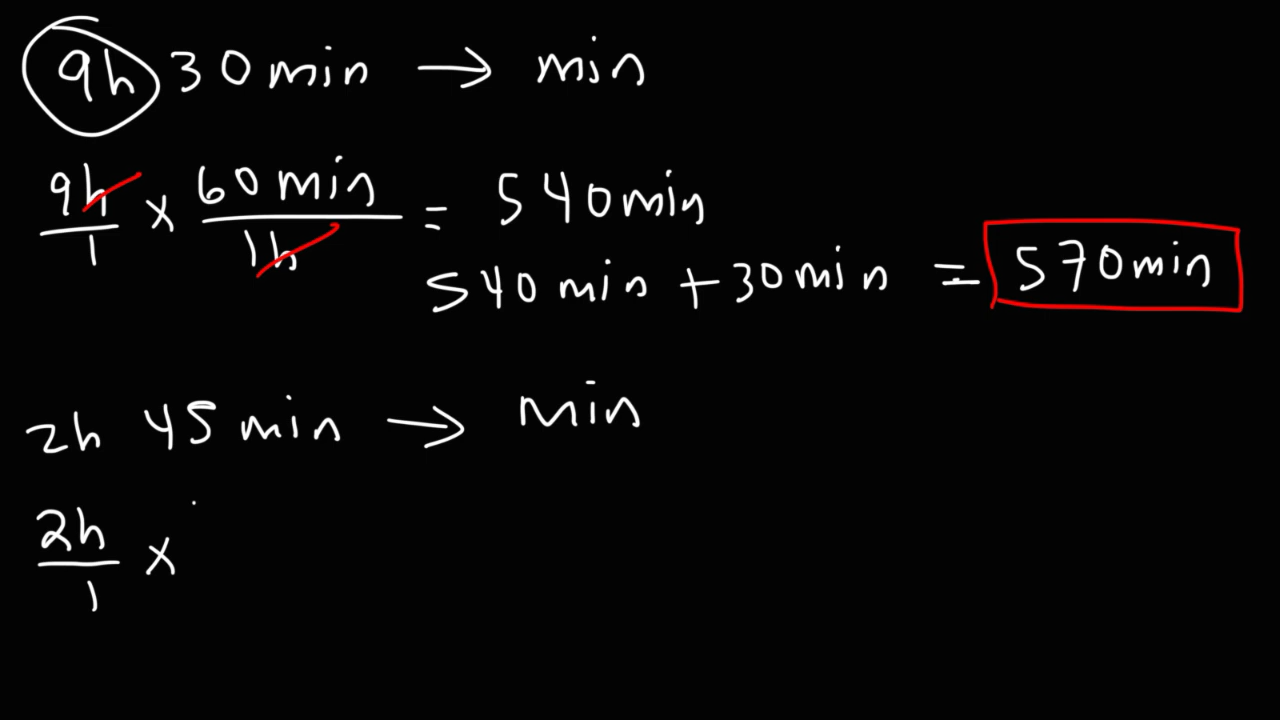 9h 30 min → min
9h/1 x 60 min/1h = 540 min
540 min + 30 min = 570 min
2h 45 min → min
2h/1 x